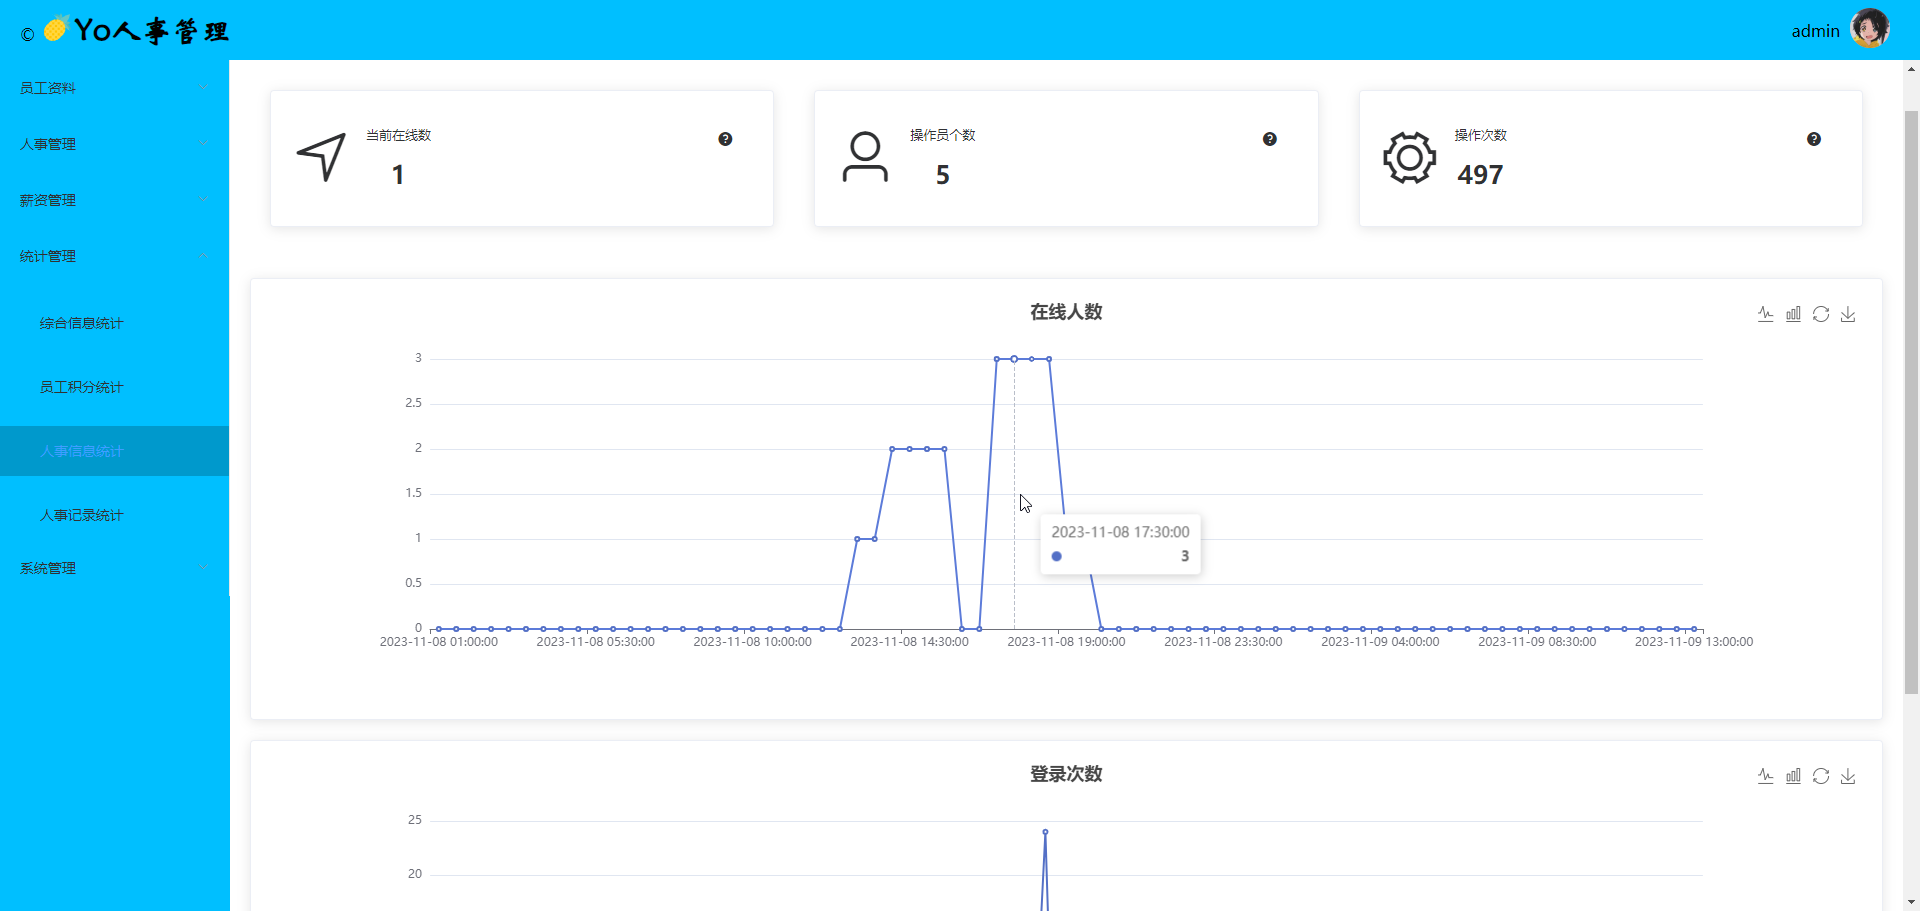 © Yo人事管理
admin
员工资料
人事管理
薪资管理
统计管理
综合信息统计
员工积分统计
人事信息统计
人事记录统计
系统管理
当前在线数
1
操作员个数
5
操作次数
497
在线人数
3
2.5
2
1.5
1
0.5
0
2023-11-08 01:00:00
2023-11-08 05:30:00
2023-11-08 10:00:00
2023-11-08 14:30:00
2023-11-08 19:00:00
2023-11-08 23:30:00
2023-11-09 04:00:00
2023-11-09 08:30:00
2023-11-09 13:00:00
2023-11-08 17:30:00
3
登录次数
25
20